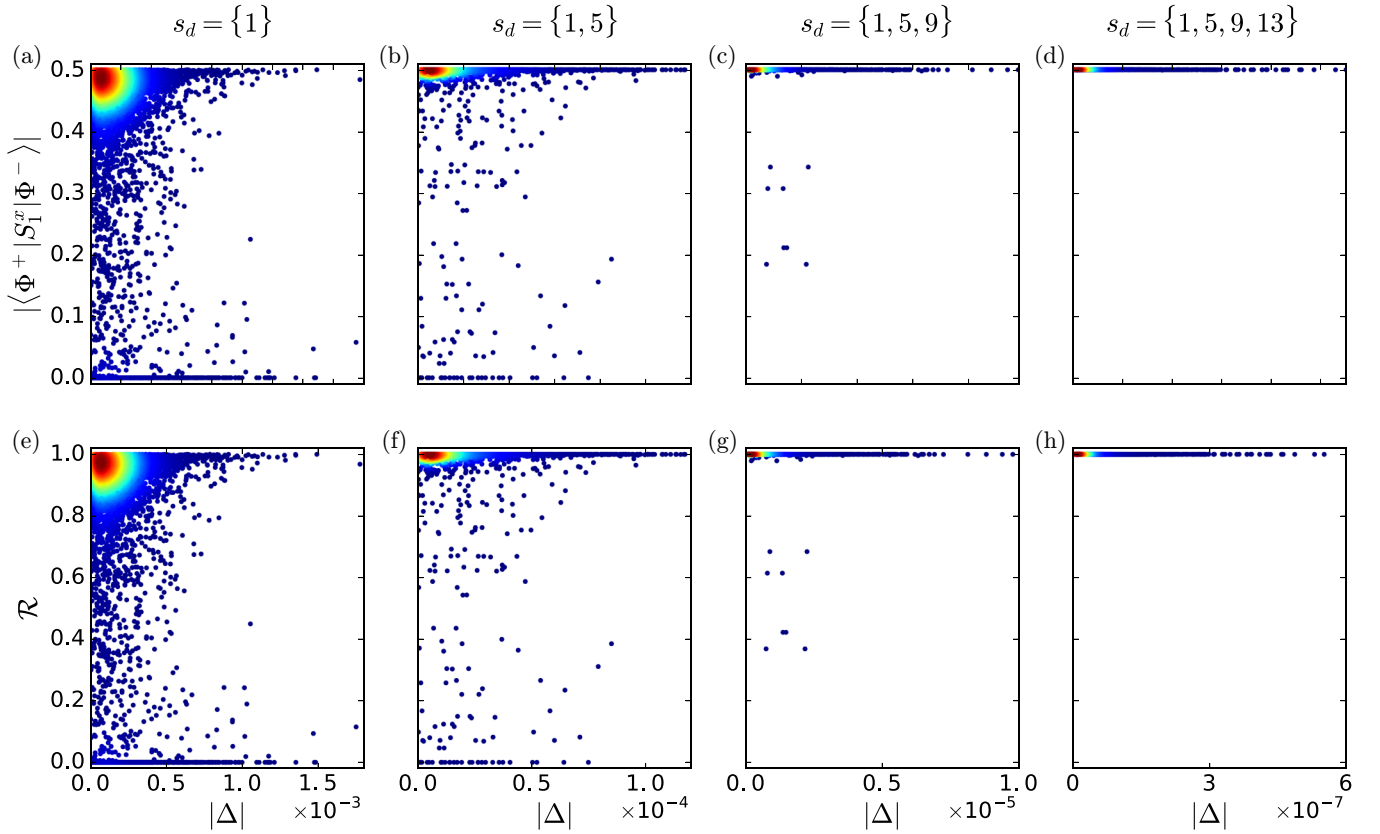 s_d = {1} s_d = {1, 5} s_d = {1, 5, 9} s_d = {1, 5, 9, 13}
(a) (b) (c) (d)
|⟨Φ⁺|S₁ˣ|Φ⁻⟩|
0.5
0.4
0.3
0.2
0.1
0.0
(e) (f) (g) (h)
ℛ
1.0
0.8
0.6
0.4
0.2
0.0
0.0 0.5 1.0 1.5 0.0 0.5 1.0 0.0 0.5 1.0 0 3 6
|Δ| ×10⁻³ |Δ| ×10⁻⁴ |Δ| ×10⁻⁵ |Δ| ×10⁻⁷